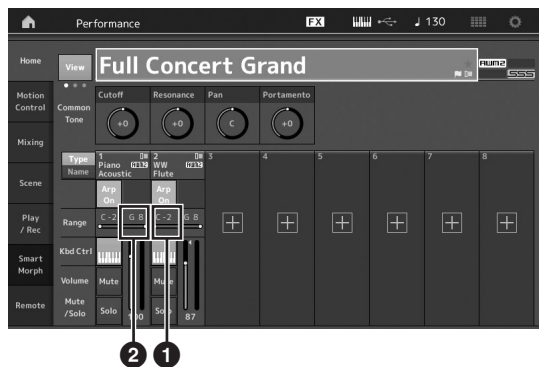 Performance FX ♩ 130
Home
View
Full Concert Grand
AWM2
Motion Control
Common Tone
Cutoff Resonance Pan Portamento
+0 +0 C +0
Mixing
Type
Name
1 Piano Acoustic
2 WW Flute
3 4 5 6 7 8
Scene
Arp On Arp On
Play / Rec
Range C -2 G 8 C -2 G 8
Smart Morph
Kbd Ctrl
Volume Mute Mute
Remote
Mute /Solo Solo 100 Solo 87
2 1